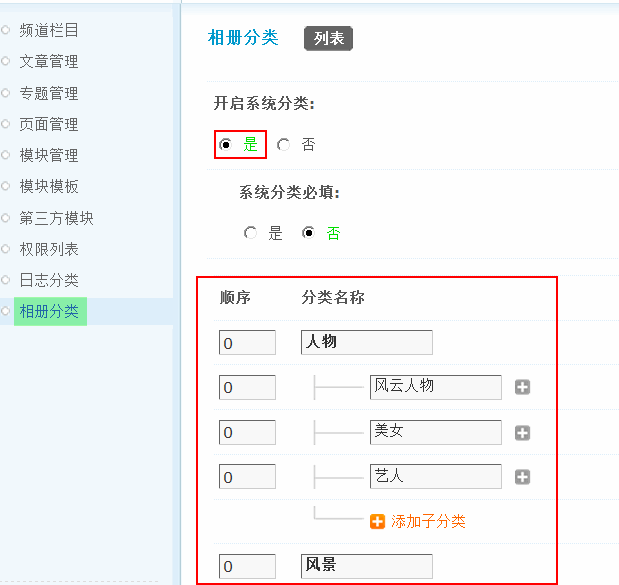 频道栏目
文章管理
专题管理
页面管理
模块管理
模块模板
第三方模块
权限列表
日志分类
相册分类
相册分类 列表
开启系统分类:
是 否
系统分类必填:
是 否
顺序 分类名称
0 人物
0 风云人物
0 美女
0 艺人
添加子分类
0 风景